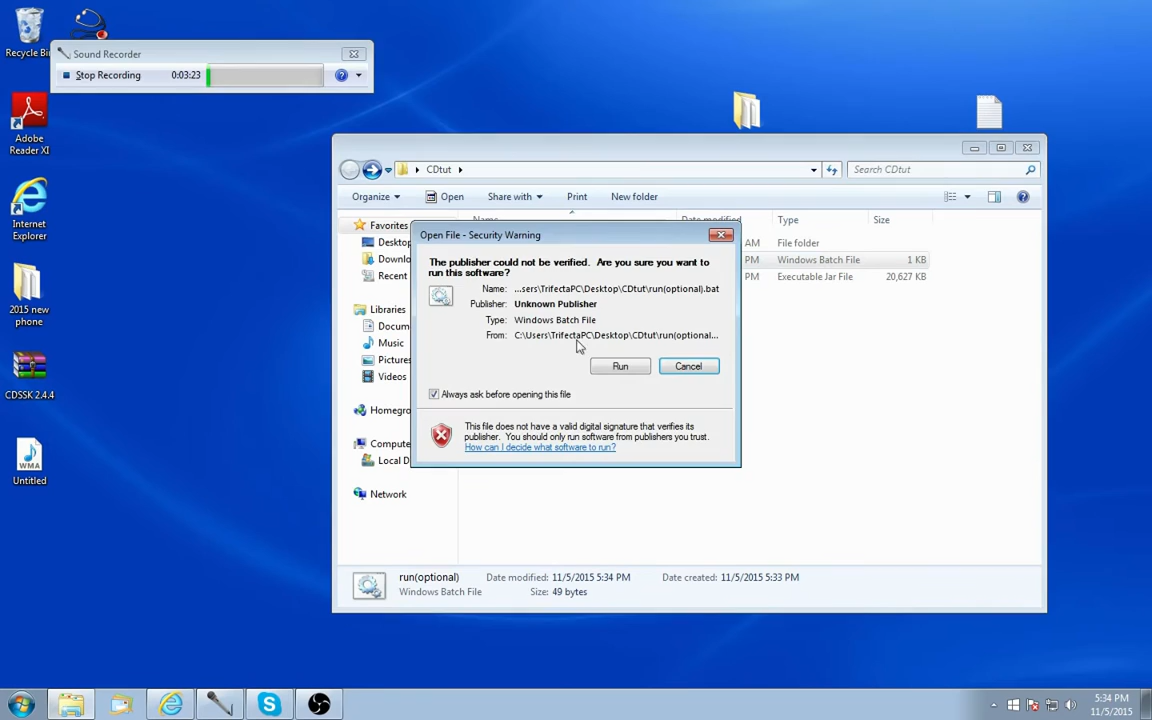 Recycle Bin
Sound Recorder
Stop Recording
0:03:23
Adobe
Reader XI
Internet
Explorer
2015 new
phone
CDSSK 2.4.4
WMA
Untitled
CDtut
Search CDtut
Organize
Open
Share with
Print
New folder
Name
Date modified
Type
Size
Favorites
Desktop
Downlo
Recent
Libraries
Docum
Music
Pictures
Videos
Homegro
Compute
Local D
Network
AM
File folder
PM
Windows Batch File
1 KB
PM
Executable Jar File
20,627 KB
Open File - Security Warning
The publisher could not be verified. Are you sure you want to
run this software?
Name: ...sers\TrifectaPC\Desktop\CDtut\run(optional).bat
Publisher: Unknown Publisher
Type: Windows Batch File
From: C:\Users\TrifectaPC\Desktop\CDtut\run(optional...
Run
Cancel
Always ask before opening this file
This file does not have a valid digital signature that verifies its
publisher. You should only run software from publishers you trust.
How can I decide what software to run?
run(optional)
Date modified: 11/5/2015 5:34 PM
Date created: 11/5/2015 5:33 PM
Windows Batch File
Size: 49 bytes
5:34 PM
11/5/2015